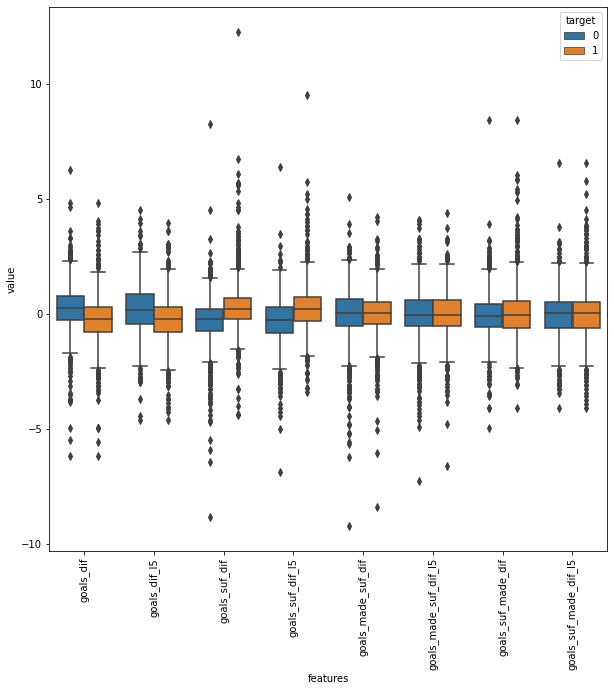 target
0
1
10
5
0
−5
−10
value
goals_dif
goals_dif_l5
goals_suf_dif
goals_suf_dif_l5
goals_made_suf_dif
goals_made_suf_dif_l5
goals_suf_made_dif
goals_suf_made_dif_l5
features